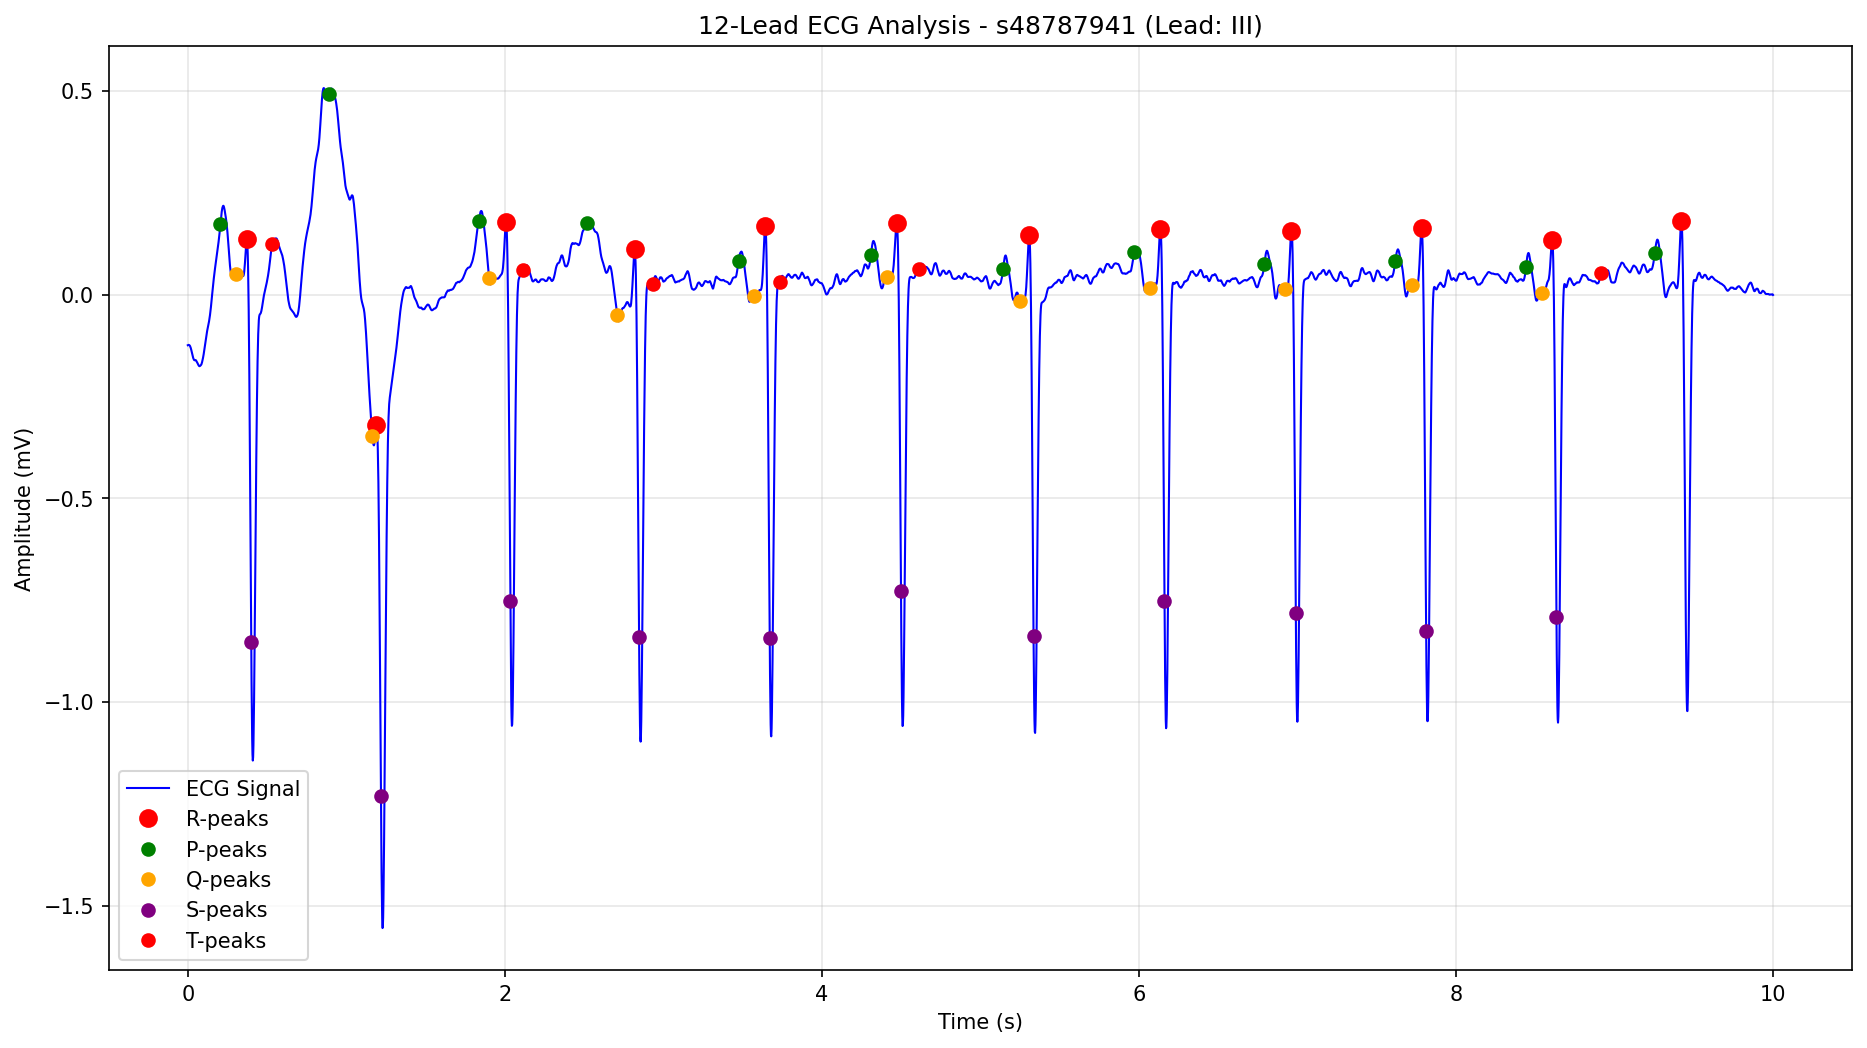 12-Lead ECG Analysis - s48787941 (Lead: III)
Amplitude (mV)
0.5
0.0
−0.5
−1.0
−1.5
ECG Signal
R-peaks
P-peaks
Q-peaks
S-peaks
T-peaks
0 2 4 6 8 10
Time (s)